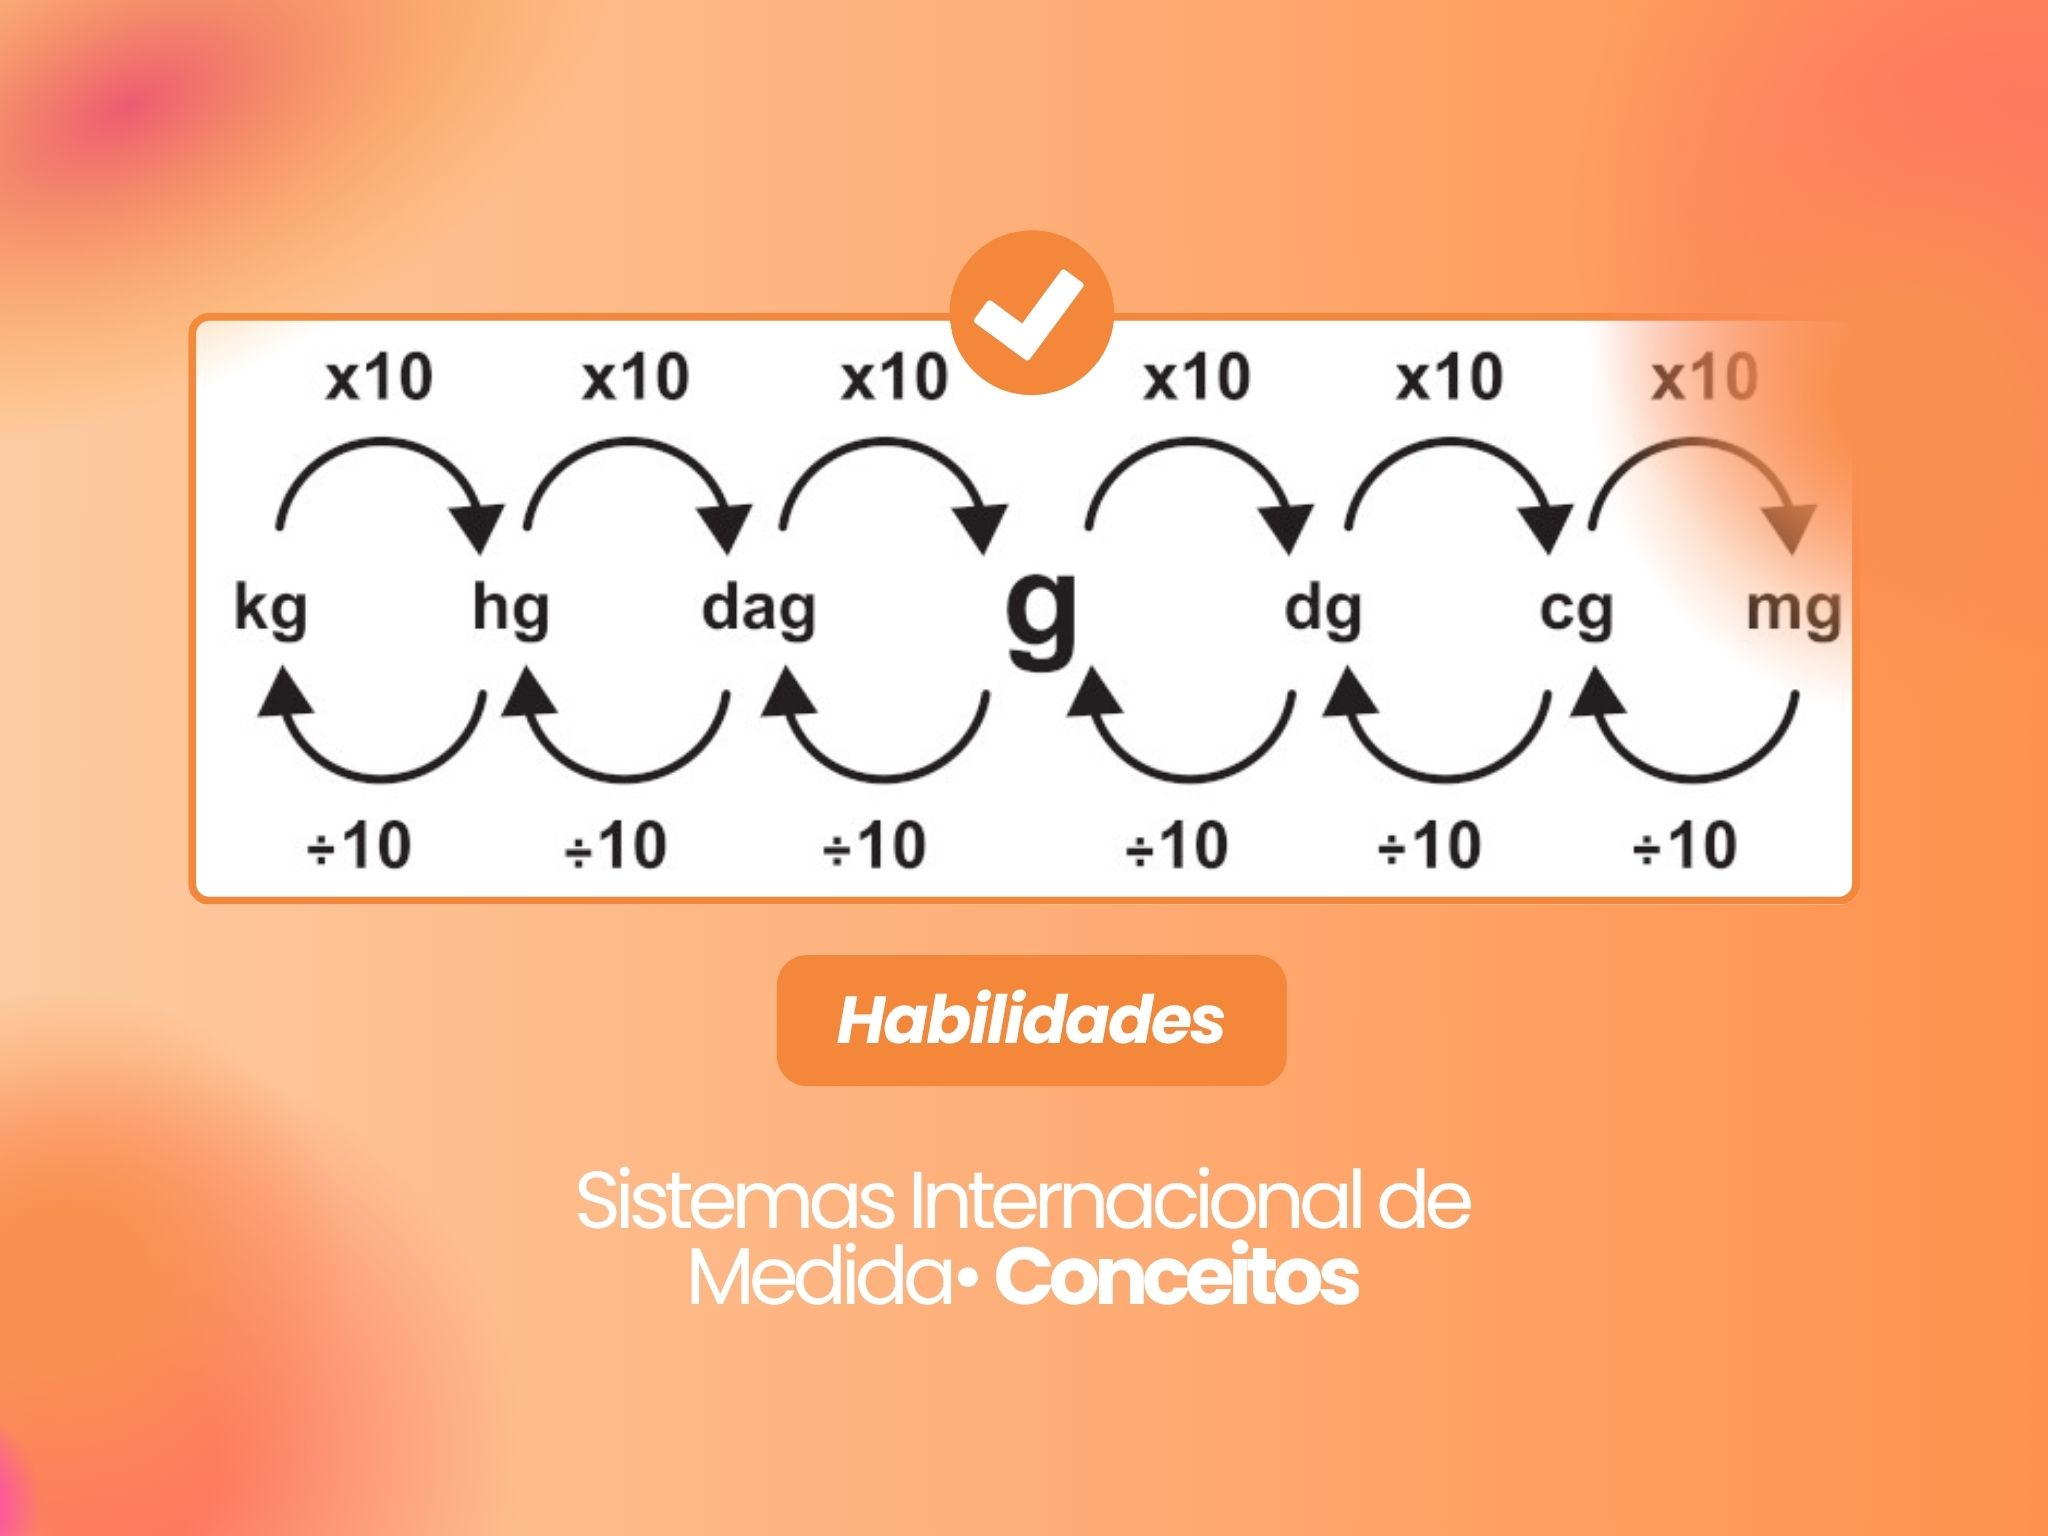 x10 x10 x10 x10 x10 x10
kg hg dag g dg cg mg
÷10 ÷10 ÷10 ÷10 ÷10 ÷10
Habilidades
Sistemas Internacional de
Medida• Conceitos